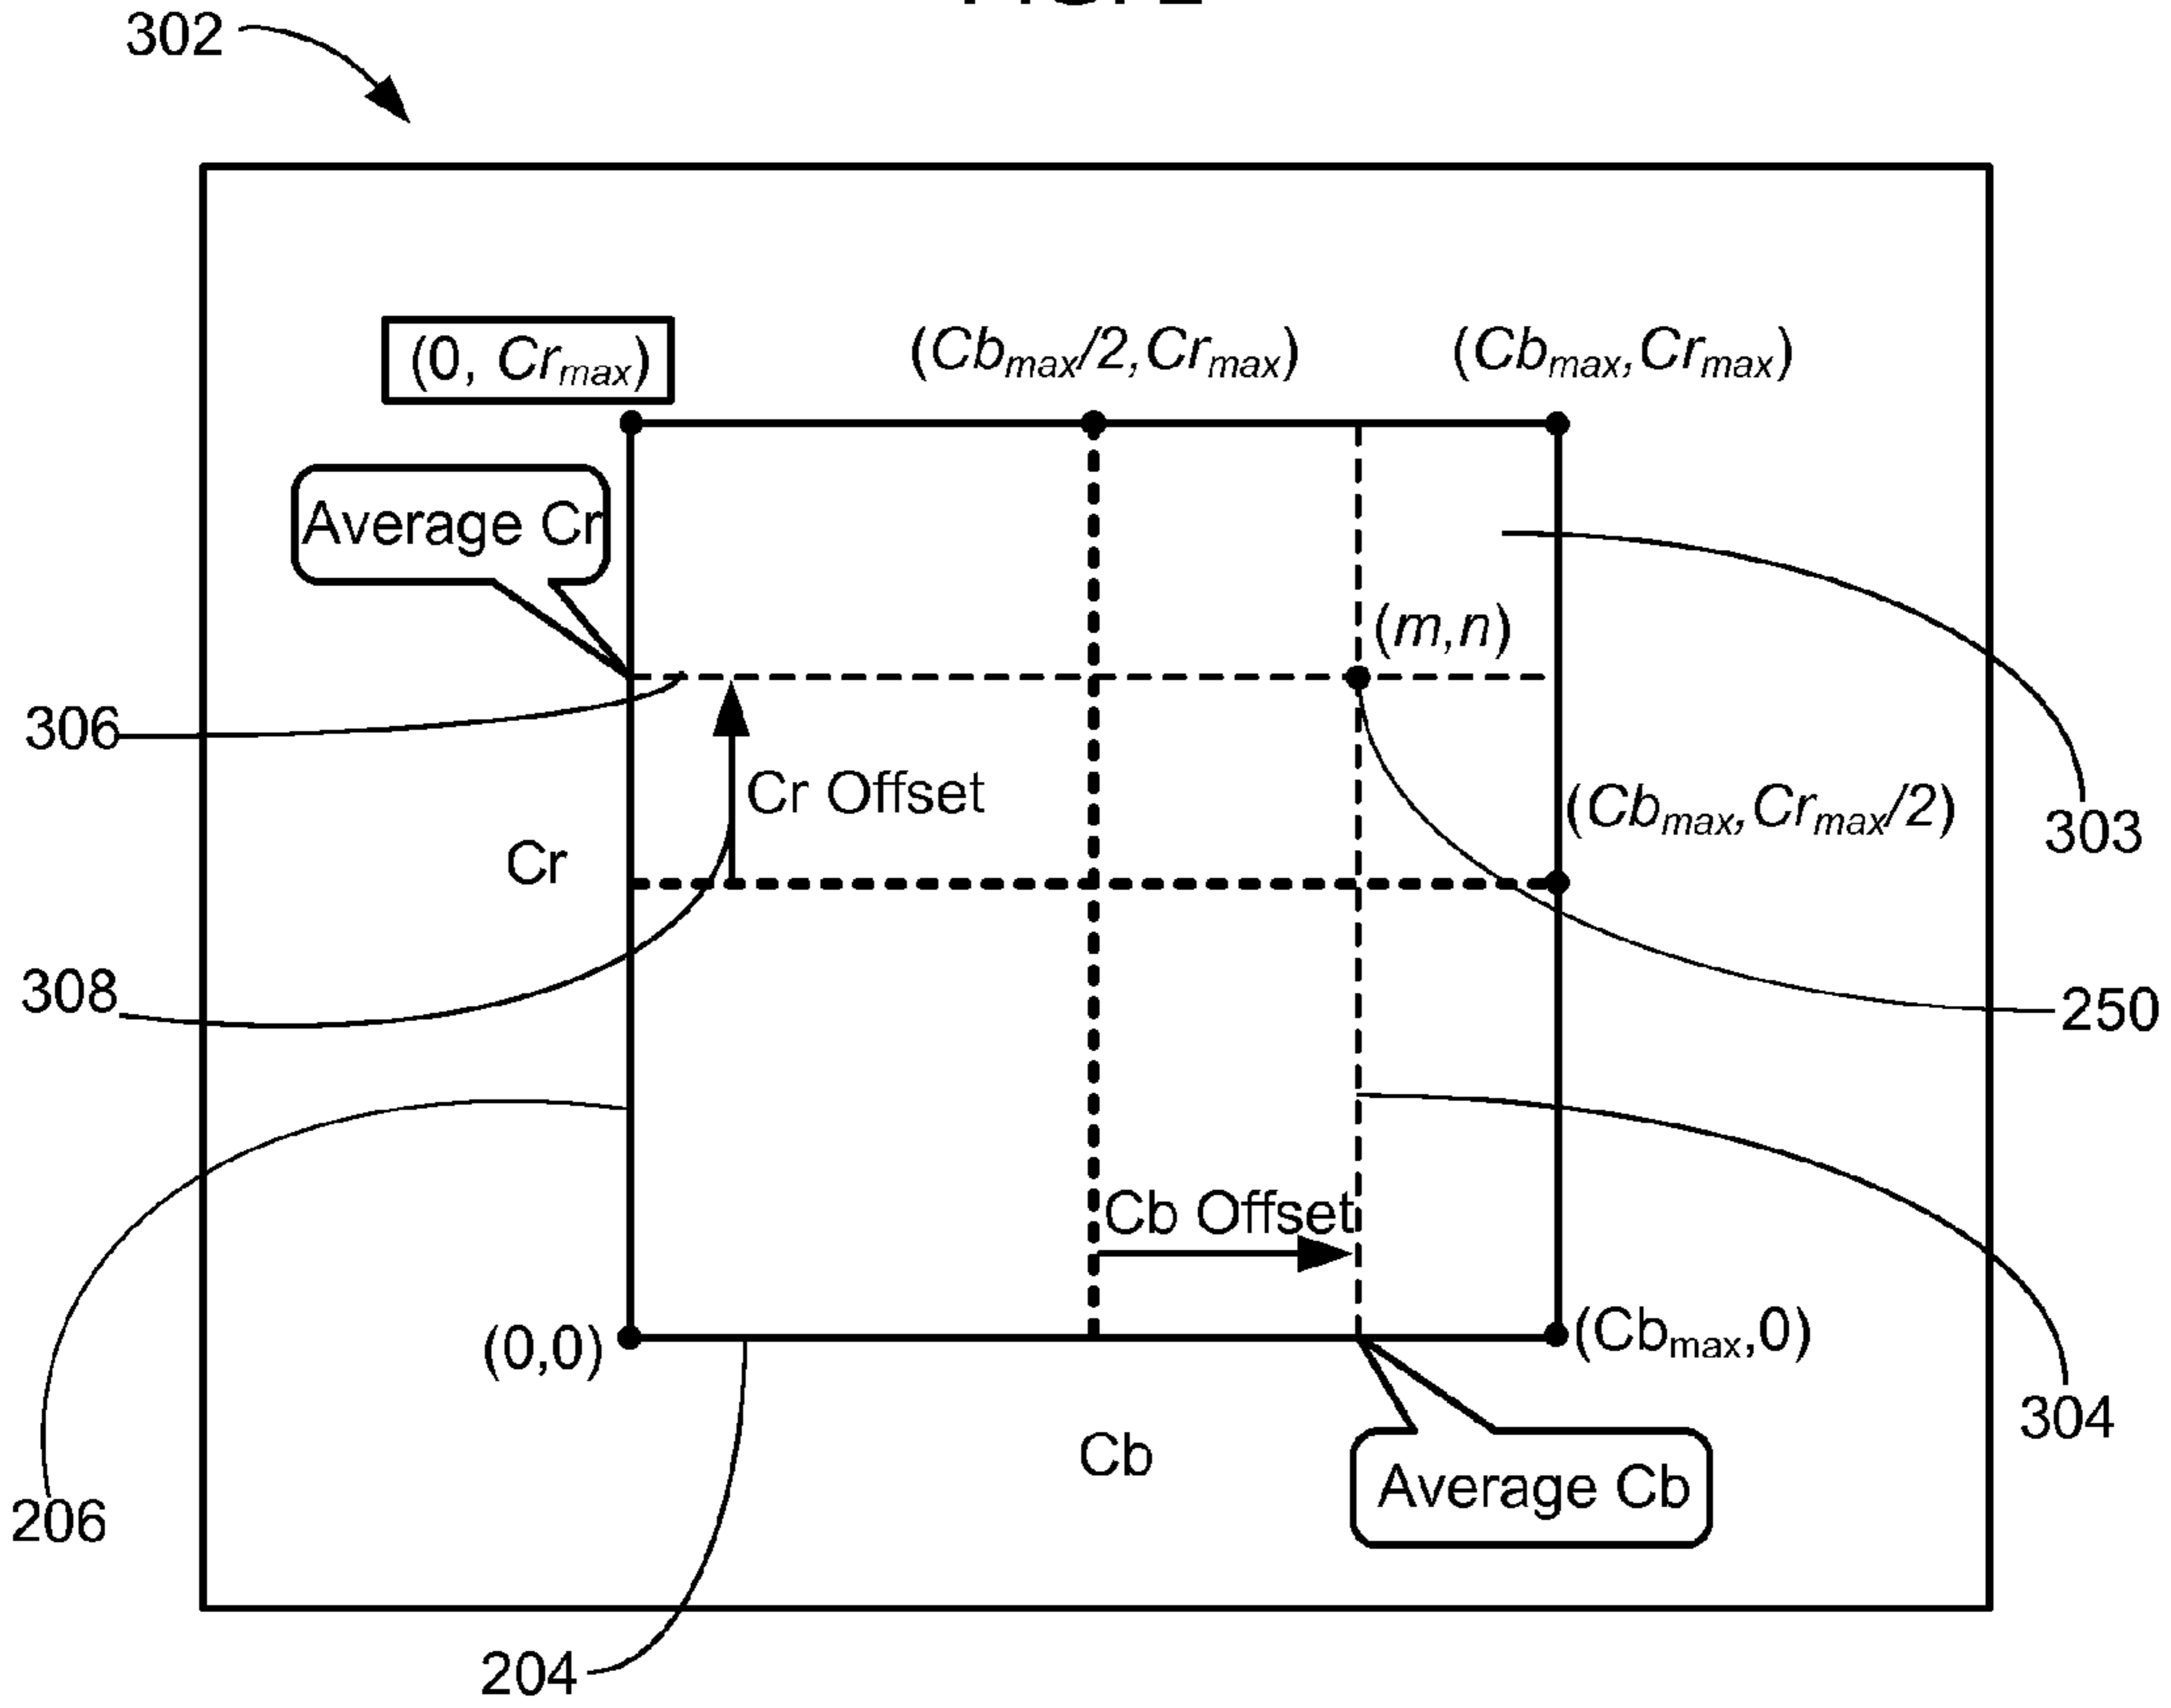 302
(0, Crmax)
(Cbmax/2,Crmax)
(Cbmax,Crmax)
Average Cr
(m,n)
306
Cr Offset
(Cbmax,Crmax/2)
303
Cr
308
250
Cb Offset
(0,0)
(Cbmax,0)
304
Cb
Average Cb
206
204